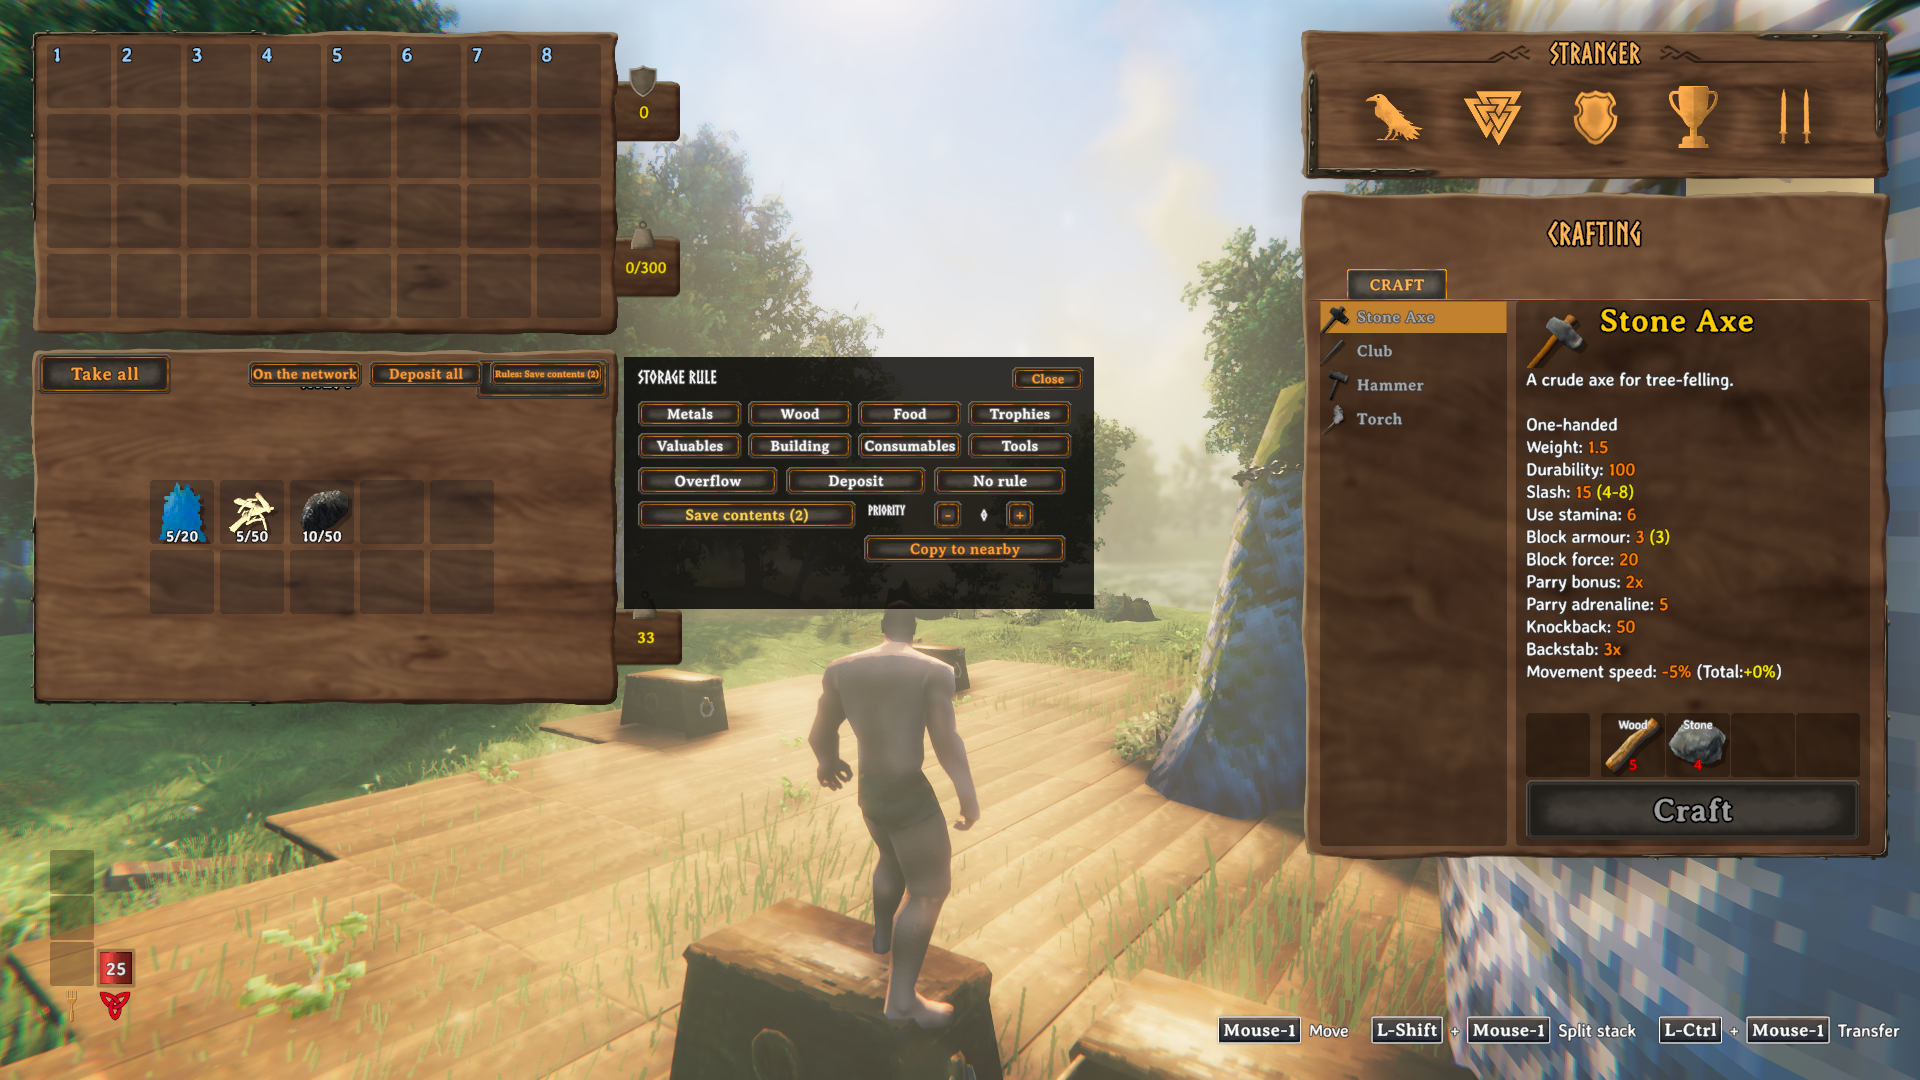 1 2 3 4 5 6 7 8
0
0/300
Take all
On the network
Deposit all
Rules: Save contents (2)
5/20
5/50
10/50
33
STORAGE RULE
Close
Metals
Wood
Food
Trophies
Valuables
Building
Consumables
Tools
Overflow
Deposit
No rule
Save contents (2)
PRIORITY
-
0
+
Copy to nearby
STRANGER
CRAFTING
CRAFT
Stone Axe
Club
Hammer
Torch
Stone Axe
A crude axe for tree-felling.
One-handed
Weight: 1.5
Durability: 100
Slash: 15 (4-8)
Use stamina: 6
Block armour: 3 (3)
Block force: 20
Parry bonus: 2x
Parry adrenaline: 5
Knockback: 50
Backstab: 3x
Movement speed: -5% (Total:+0%)
Wood
5
Stone
4
Craft
25
Mouse-1 Move L-Shift + Mouse-1 Split stack L-Ctrl + Mouse-1 Transfer